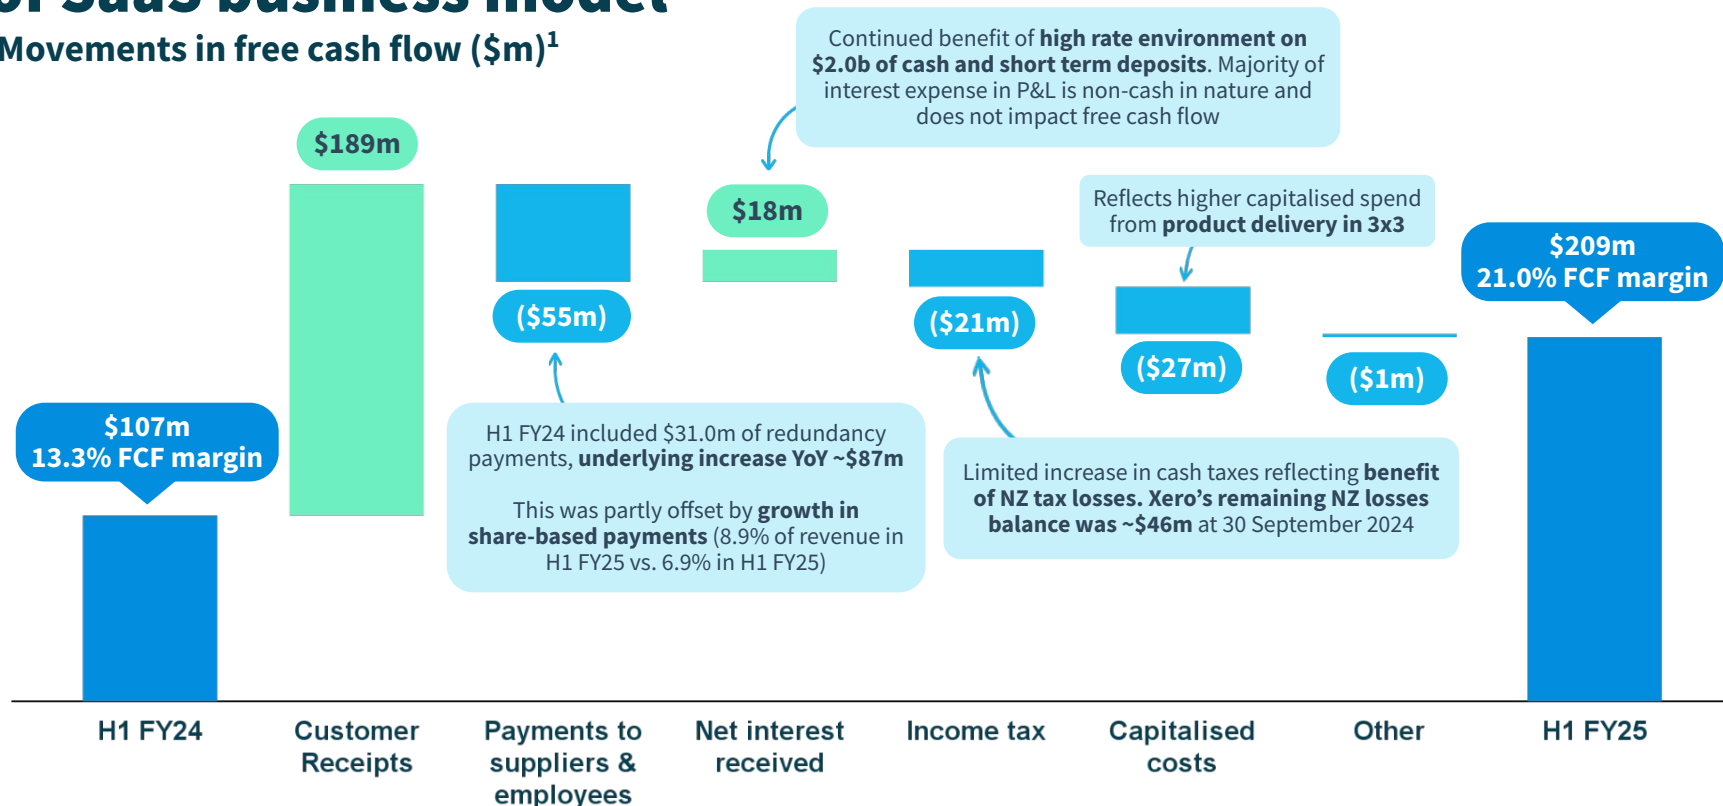 of SaaS business model
Movements in free cash flow ($m)1
Continued benefit of high rate environment on
$2.0b of cash and short term deposits. Majority of
interest expense in P&L is non-cash in nature and
does not impact free cash flow
$189m
$18m
Reflects higher capitalised spend
from product delivery in 3x3
$209m
21.0% FCF margin
($55m)
($21m)
($27m)
($1m)
$107m
13.3% FCF margin
H1 FY24 included $31.0m of redundancy
payments, underlying increase YoY ~$87m
This was partly offset by growth in
share-based payments (8.9% of revenue in
H1 FY25 vs. 6.9% in H1 FY25)
Limited increase in cash taxes reflecting benefit
of NZ tax losses. Xero’s remaining NZ losses
balance was ~$46m at 30 September 2024
H1 FY24
Customer
Receipts
Payments to
suppliers &
employees
Net interest
received
Income tax
Capitalised
costs
Other
H1 FY25